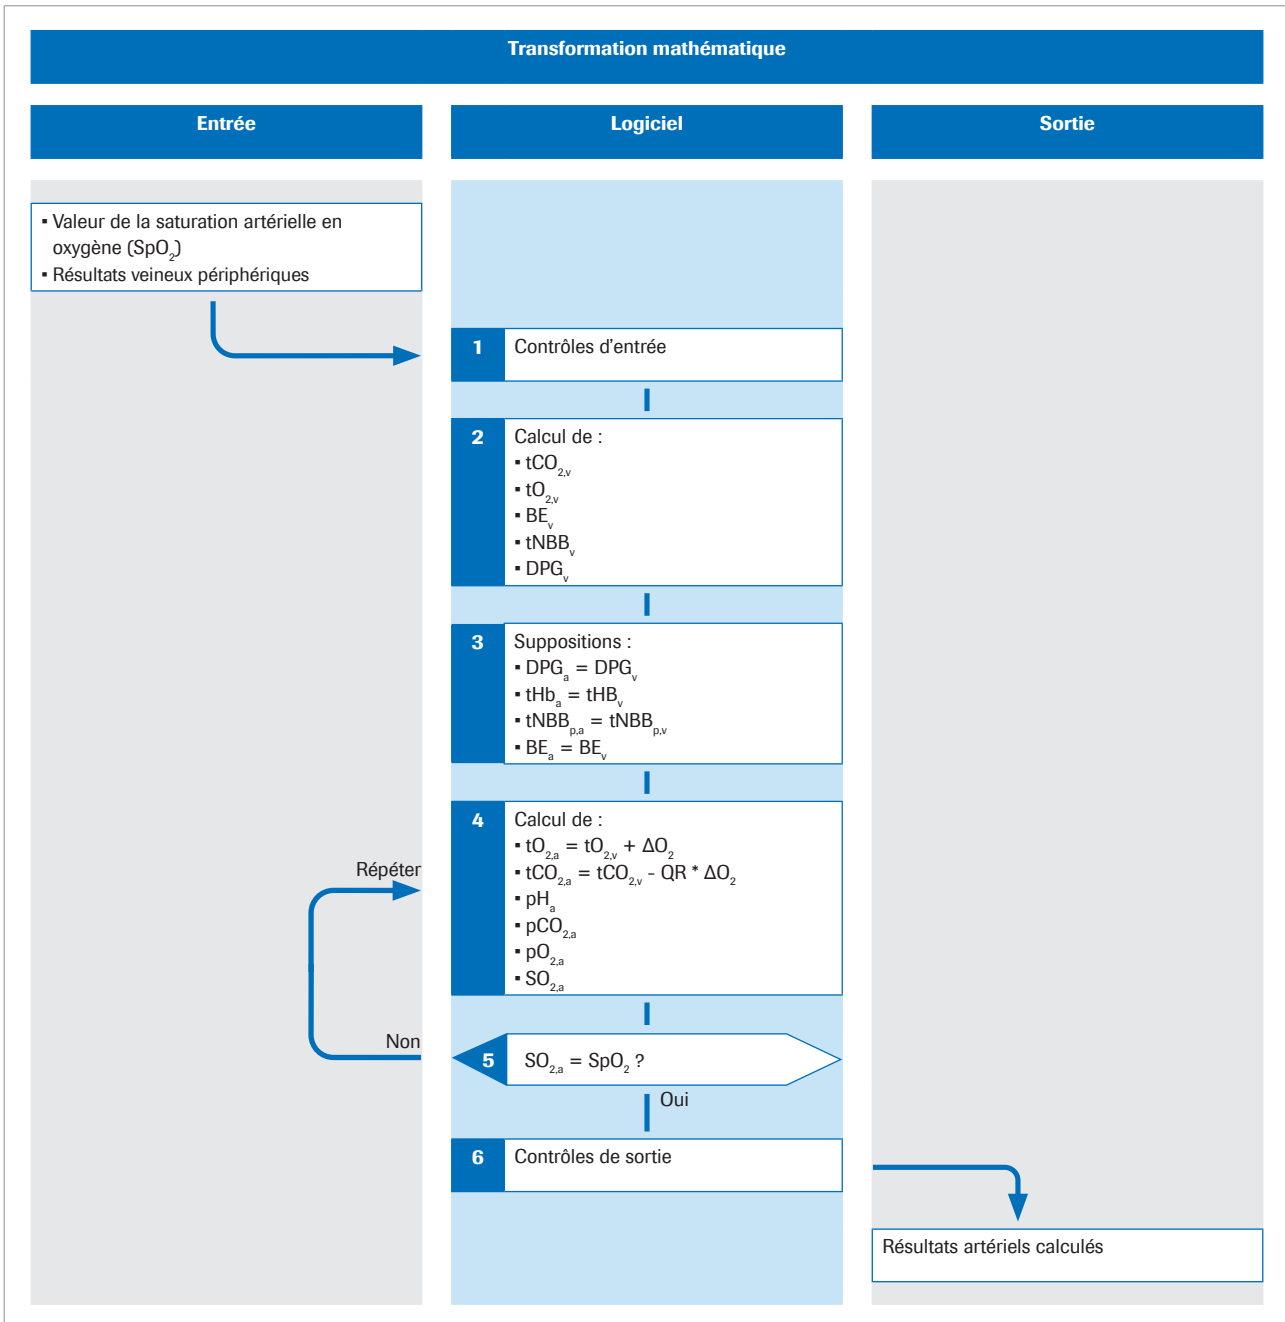 Transformation mathématique
Entrée
Logiciel
Sortie
▪ Valeur de la saturation artérielle en
oxygène (SpO₂)
▪ Résultats veineux périphériques
1 Contrôles d'entrée
2 Calcul de :
▪ tCO₂,ᵥ
▪ tO₂,ᵥ
▪ BEᵥ
▪ tNBBᵥ
▪ DPGᵥ
3 Suppositions :
▪ DPGₐ = DPGᵥ
▪ tHbₐ = tHBᵥ
▪ tNBBₚ,ₐ = tNBBₚ,ᵥ
▪ BEₐ = BEᵥ
4 Calcul de :
▪ tO₂,ₐ = tO₂,ᵥ + ΔO₂
▪ tCO₂,ₐ = tCO₂,ᵥ - QR * ΔO₂
▪ pHₐ
▪ pCO₂,ₐ
▪ pO₂,ₐ
▪ SO₂,ₐ
Répéter
Non
5 SO₂,ₐ = SpO₂ ?
Oui
6 Contrôles de sortie
Résultats artériels calculés